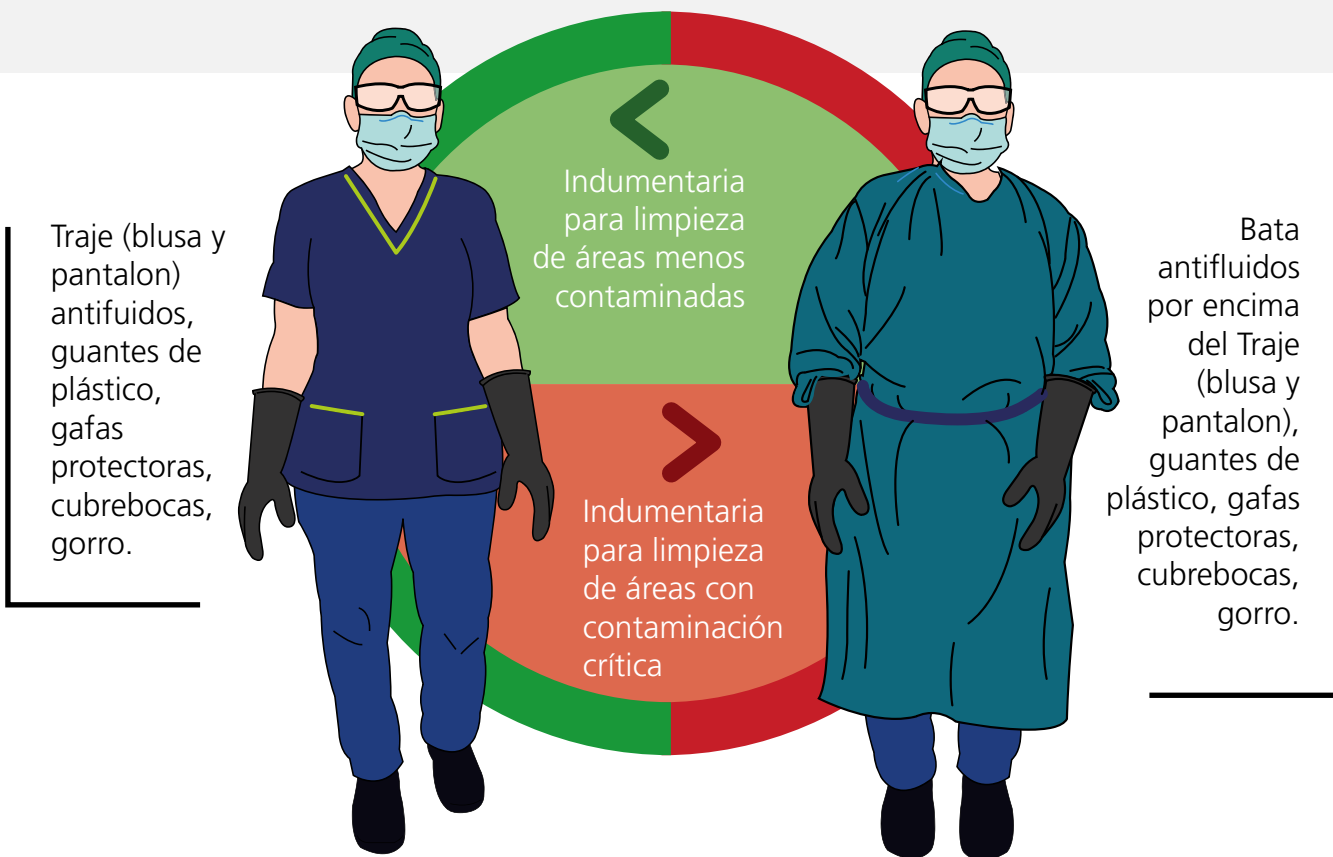 Traje (blusa y
pantalon)
antifuidos,
guantes de
plástico,
gafas
protectoras,
cubrebocas,
gorro.
Indumentaria
para limpieza
de áreas menos
contaminadas
Indumentaria
para limpieza
de áreas con
contaminación
crítica
Bata
antifluidos
por encima
del Traje
(blusa y
pantalon),
guantes de
plástico, gafas
protectoras,
cubrebocas,
gorro.